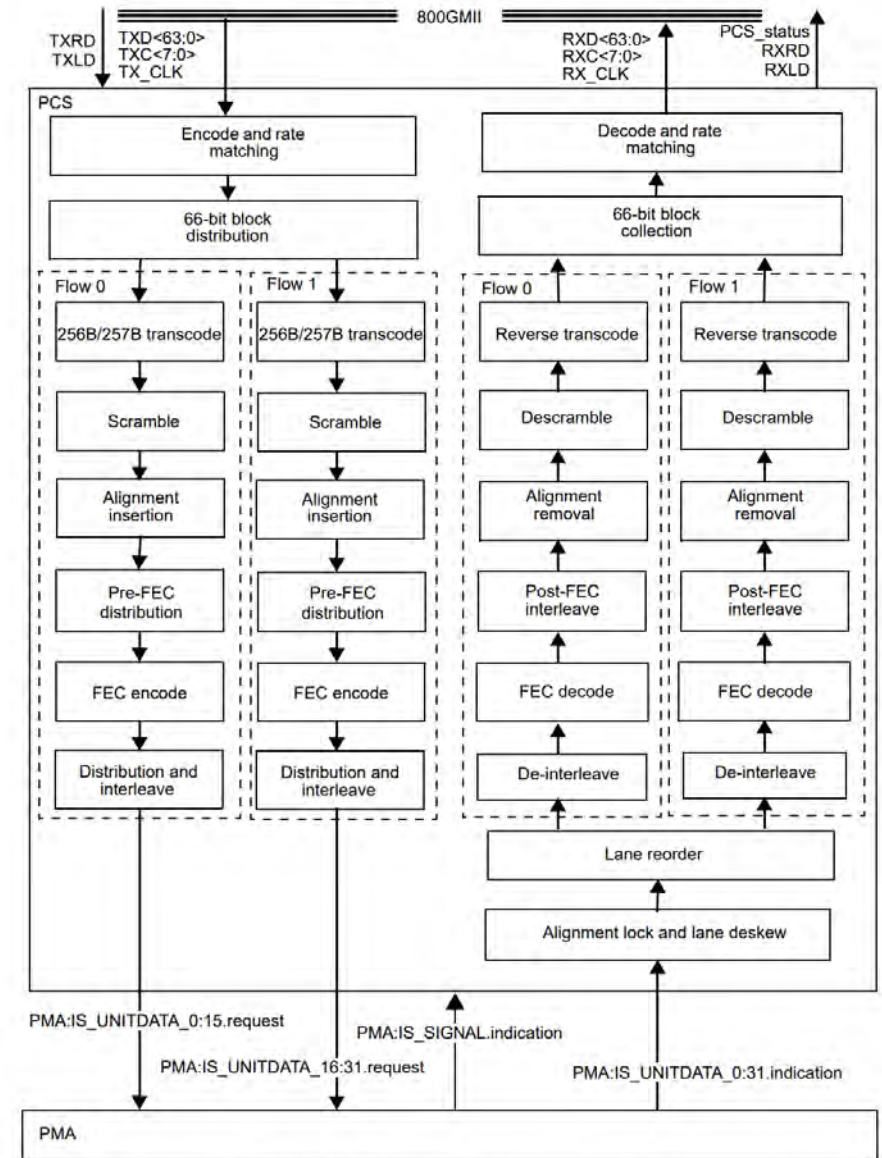 800GMII
TXRD
TXLD
TXD<63:0>
TXC<7:0>
TX_CLK
RXD<63:0>
RXC<7:0>
RX_CLK
PCS_status
RXRD
RXLD
PCS
Encode and rate
matching
66-bit block
distribution
Flow 0
256B/257B transcode
Scramble
Alignment
insertion
Pre-FEC
distribution
FEC encode
Distribution and
interleave
Flow 1
256B/257B transcode
Scramble
Alignment
insertion
Pre-FEC
distribution
FEC encode
Distribution and
interleave
Decode and rate
matching
66-bit block
collection
Flow 0
Reverse transcode
Descramble
Alignment
removal
Post-FEC
interleave
FEC decode
De-interleave
Flow 1
Reverse transcode
Descramble
Alignment
removal
Post-FEC
interleave
FEC decode
De-interleave
Lane reorder
Alignment lock and lane deskew
PMA:IS_UNITDATA_0:15.request
PMA:IS_UNITDATA_16:31.request
PMA:IS_SIGNAL.indication
PMA:IS_UNITDATA_0:31.indication
PMA